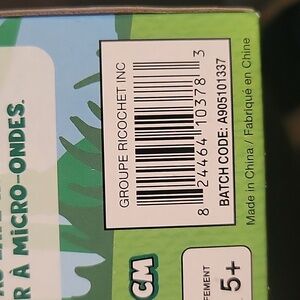 R A MICRO-ONDES.
GROUPE RICOCHET INC
8 24464 10378 3
BATCH CODE: A905101337
Made in China / Fabriqué en Chine
CM
5+